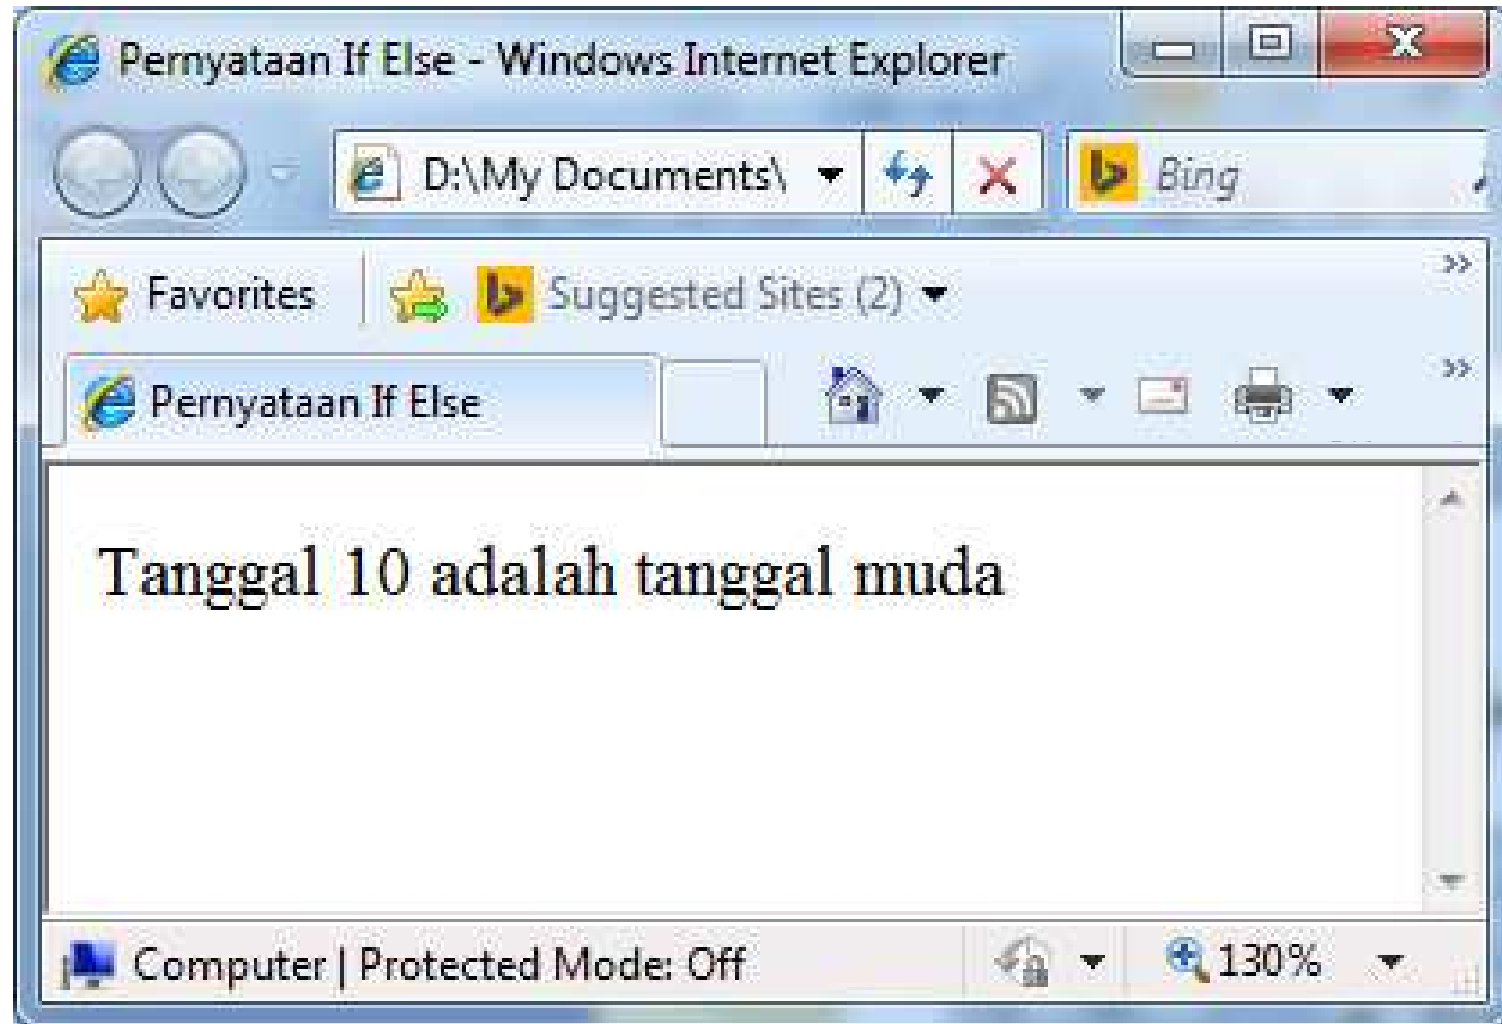 Pernyataan If Else - Windows Internet Explorer
D:\My Documents\ Bing
Favorites Suggested Sites (2)
Pernyataan If Else
Tanggal 10 adalah tanggal muda
Computer | Protected Mode: Off 130%